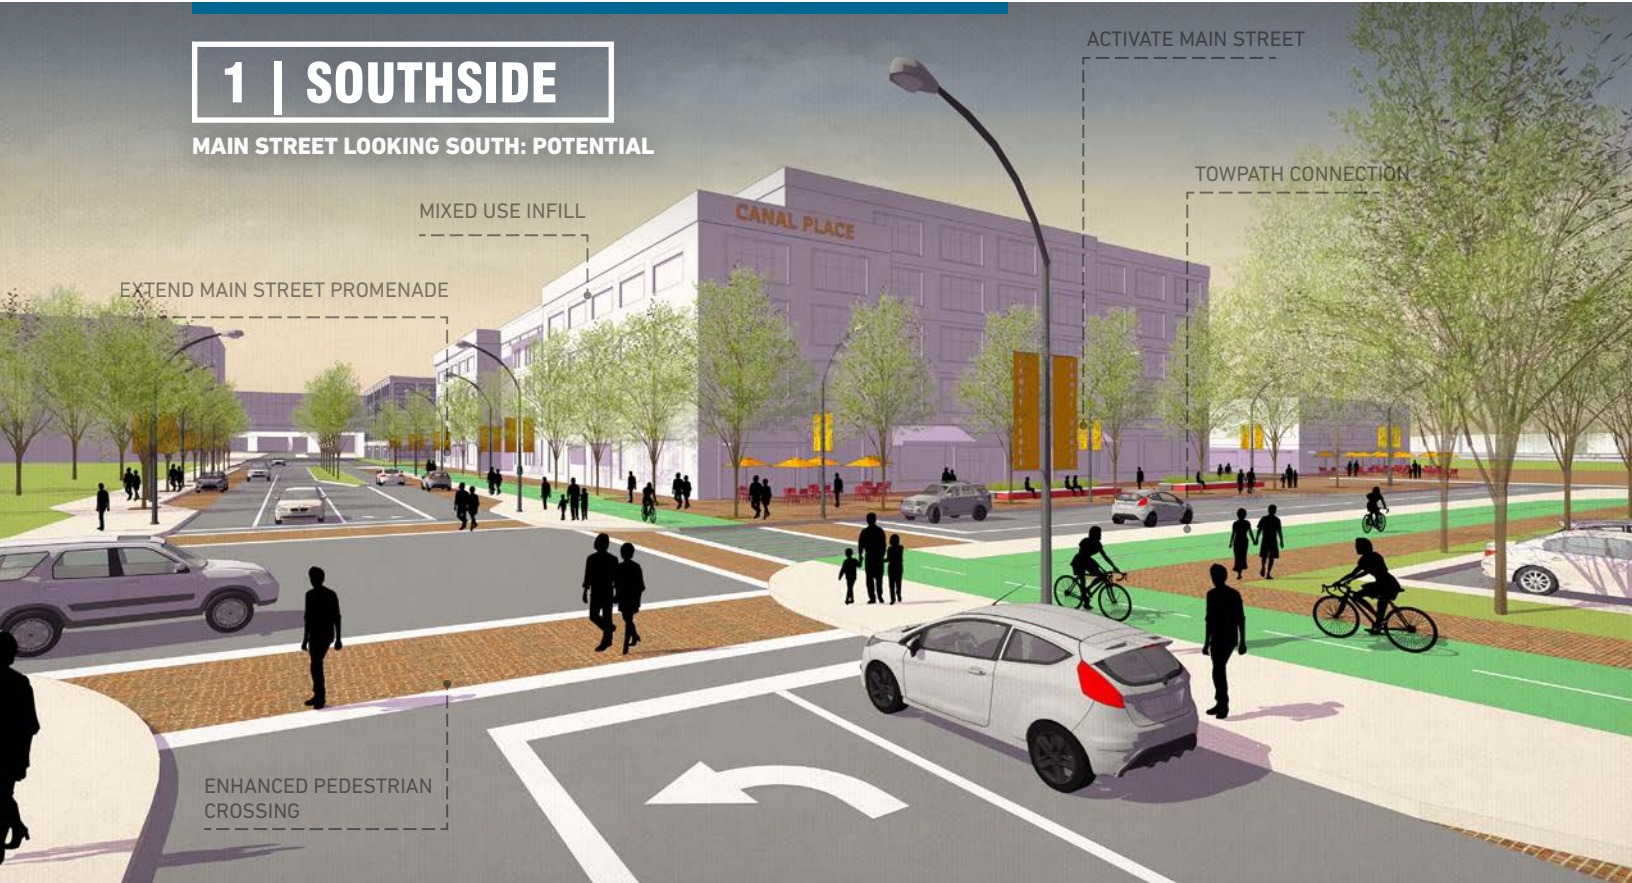 1 | SOUTHSIDE
MAIN STREET LOOKING SOUTH: POTENTIAL
ACTIVATE MAIN STREET
TOWPATH CONNECTION
MIXED USE INFILL
CANAL PLACE
EXTEND MAIN STREET PROMENADE
ENHANCED PEDESTRIAN
CROSSING